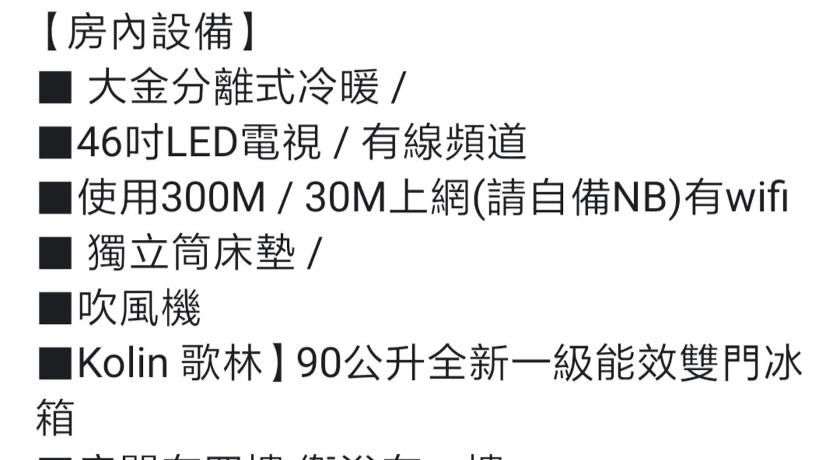 【房內設備】
■ 大金分離式冷暖 /
■46吋LED電視 / 有線頻道
■使用300M / 30M上網(請自備NB)有wifi
■ 獨立筒床墊 /
■吹風機
■Kolin 歌林】90公升全新一級能效雙門冰
箱